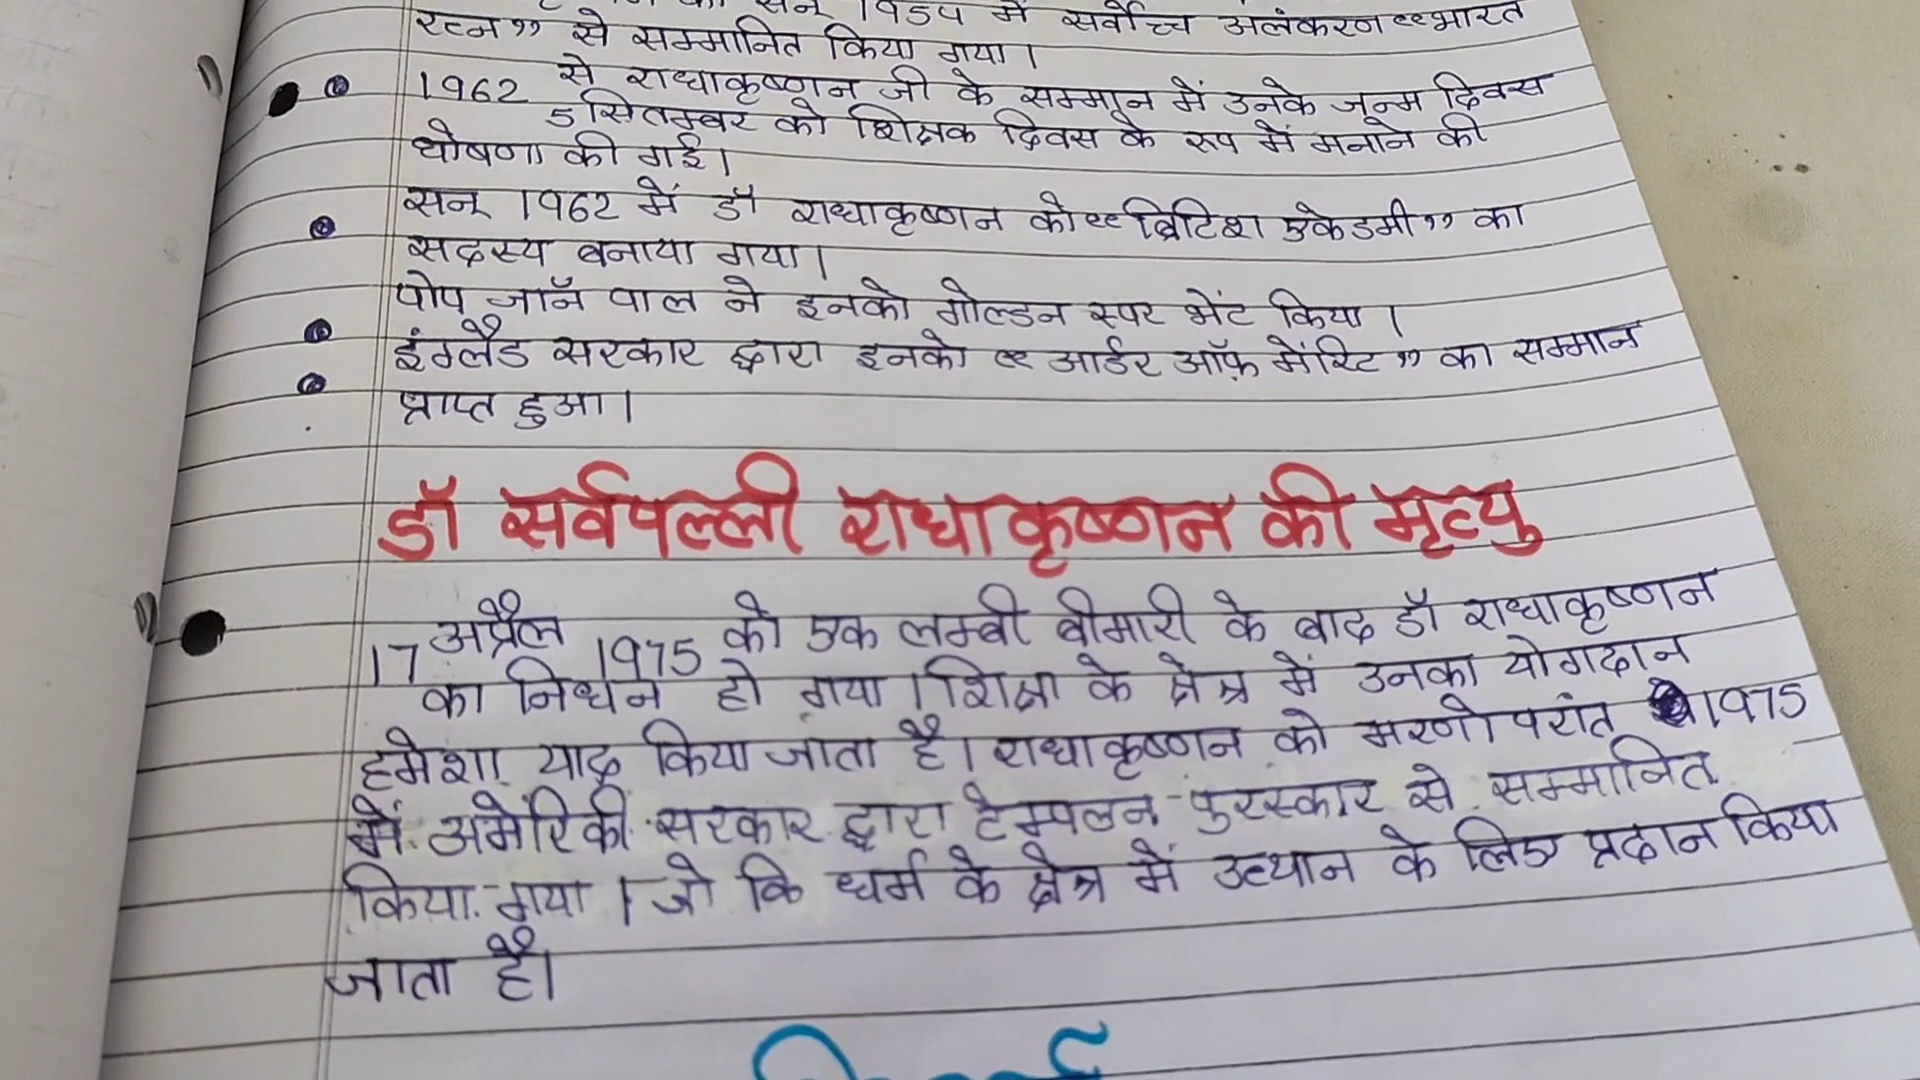 सन् 1954 में सर्वोच्च अलंकरण “भारत
रत्न” से सम्मानित किया गया।
1962 से राधाकृष्णन जी के सम्मान में उनके जन्म दिवस
5 सितम्बर को शिक्षक दिवस के रुप में मनाने की
घोषणा की गई।
सन् 1962 में डॉ राधाकृष्णन को “ब्रिटिश एकेडमी” का
सदस्य बनाया गया।
पोप जॉन पाल ने इनको गोल्डन स्पर भेंट किया।
इंग्लैंड सरकार द्वारा इनको “आर्डर ऑफ़ मेंरिट” का सम्मान
प्राप्त हुआ।
डॉ सर्वपल्ली राधाकृष्णन की मृत्यु
17 अप्रैल 1975 को एक लम्बी बीमारी के बाद डॉ राधाकृष्णन
का निधन हो गया। शिक्षा के क्षेत्र में उनका योगदान
हमेशा याद किया जाता है। राधाकृष्णन को मरणोपरांत 1975
में अमेरिकी सरकार द्वारा टेम्पलन पुरस्कार से सम्मानित
किया गया। जो कि धर्म के क्षेत्र में उत्थान के लिए प्रदान किया
जाता है।